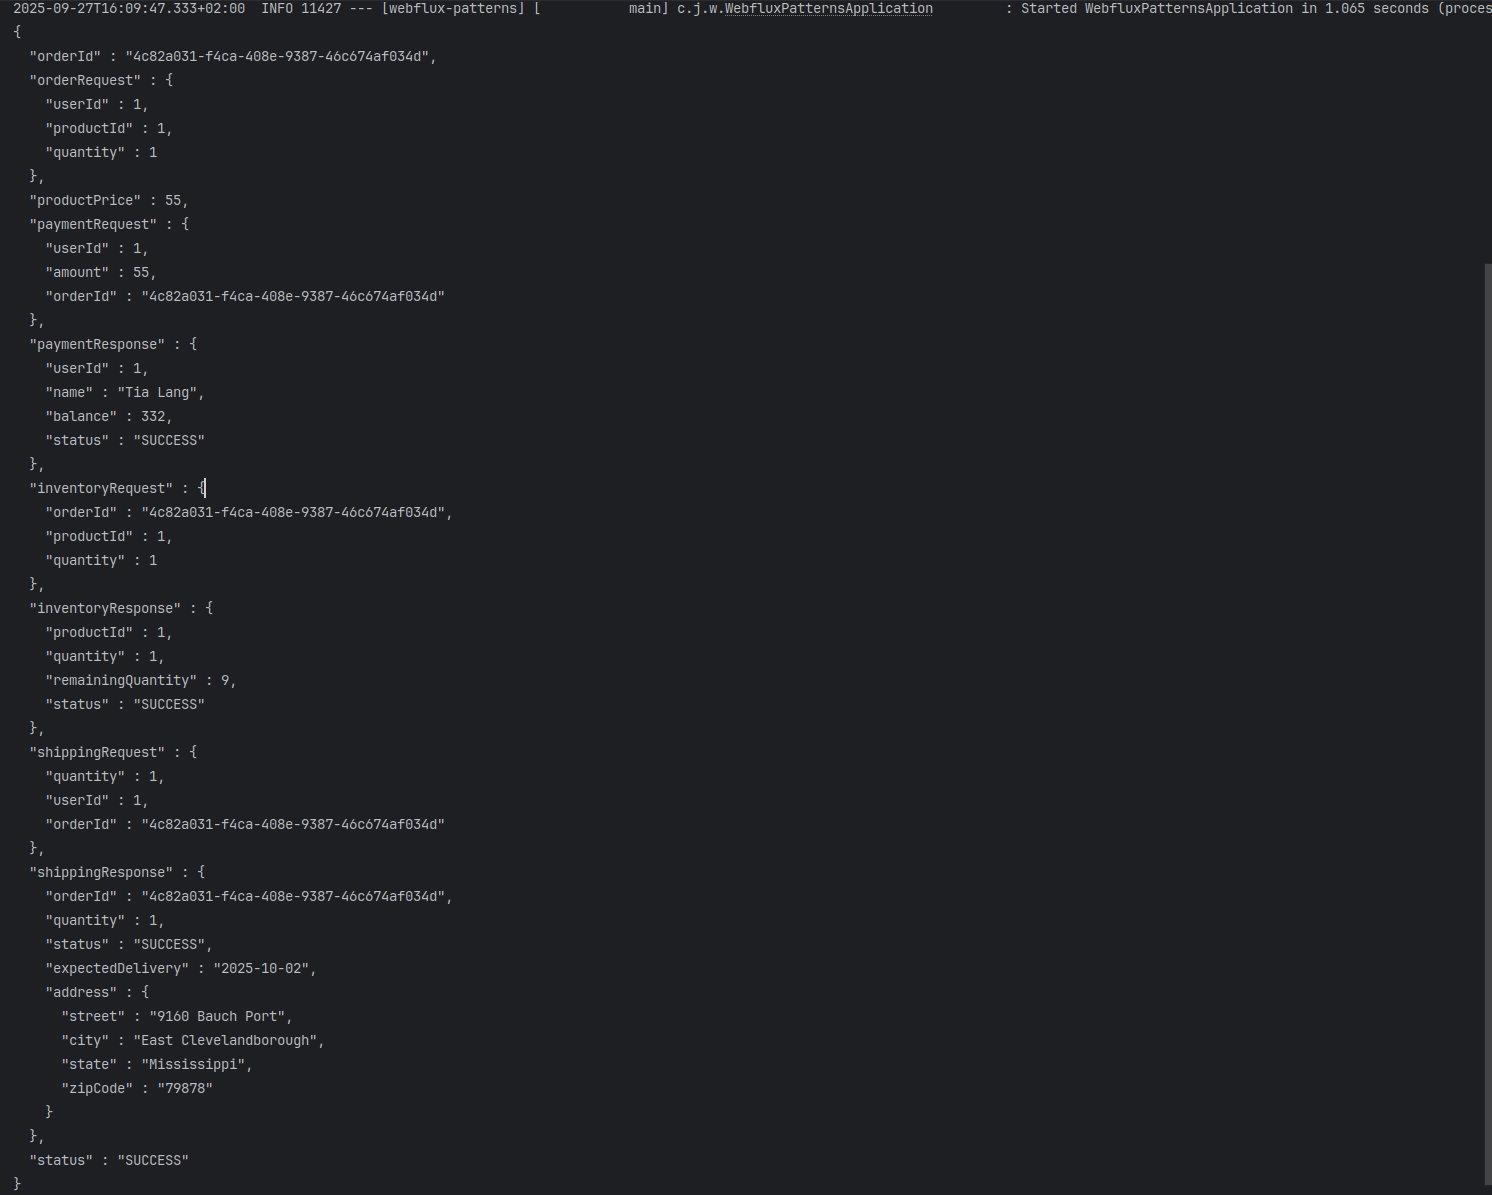 2025-09-27T16:09:47.333+02:00  INFO 11427 --- [webflux-patterns] [           main] c.j.w.WebfluxPatternsApplication         : Started WebfluxPatternsApplication in 1.065 seconds (proces
{
  "orderId" : "4c82a031-f4ca-408e-9387-46c674af034d",
  "orderRequest" : {
    "userId" : 1,
    "productId" : 1,
    "quantity" : 1
  },
  "productPrice" : 55,
  "paymentRequest" : {
    "userId" : 1,
    "amount" : 55,
    "orderId" : "4c82a031-f4ca-408e-9387-46c674af034d"
  },
  "paymentResponse" : {
    "userId" : 1,
    "name" : "Tia Lang",
    "balance" : 332,
    "status" : "SUCCESS"
  },
  "inventoryRequest" : {
    "orderId" : "4c82a031-f4ca-408e-9387-46c674af034d",
    "productId" : 1,
    "quantity" : 1
  },
  "inventoryResponse" : {
    "productId" : 1,
    "quantity" : 1,
    "remainingQuantity" : 9,
    "status" : "SUCCESS"
  },
  "shippingRequest" : {
    "quantity" : 1,
    "userId" : 1,
    "orderId" : "4c82a031-f4ca-408e-9387-46c674af034d"
  },
  "shippingResponse" : {
    "orderId" : "4c82a031-f4ca-408e-9387-46c674af034d",
    "quantity" : 1,
    "status" : "SUCCESS",
    "expectedDelivery" : "2025-10-02",
    "address" : {
      "street" : "9160 Bauch Port",
      "city" : "East Clevelandborough",
      "state" : "Mississippi",
      "zipCode" : "79878"
    }
  },
  "status" : "SUCCESS"
}